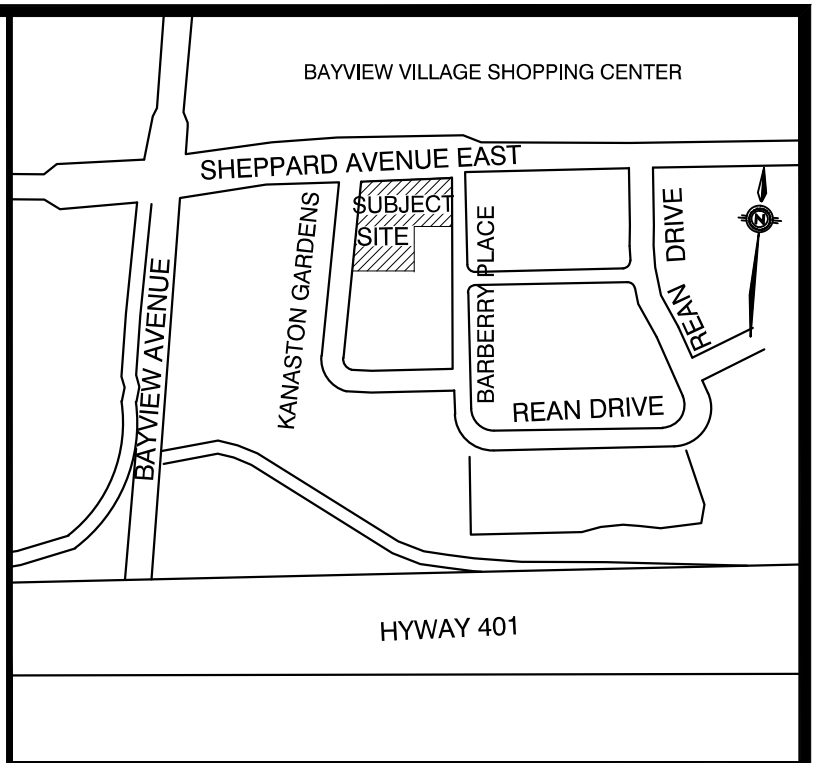 BAYVIEW VILLAGE SHOPPING CENTER
SHEPPARD AVENUE EAST
SUBJECT
SITE
KANASTON GARDENS
BARBERRY PLACE
REAN DRIVE
N
BAYVIEW AVENUE
REAN DRIVE
HYWAY 401